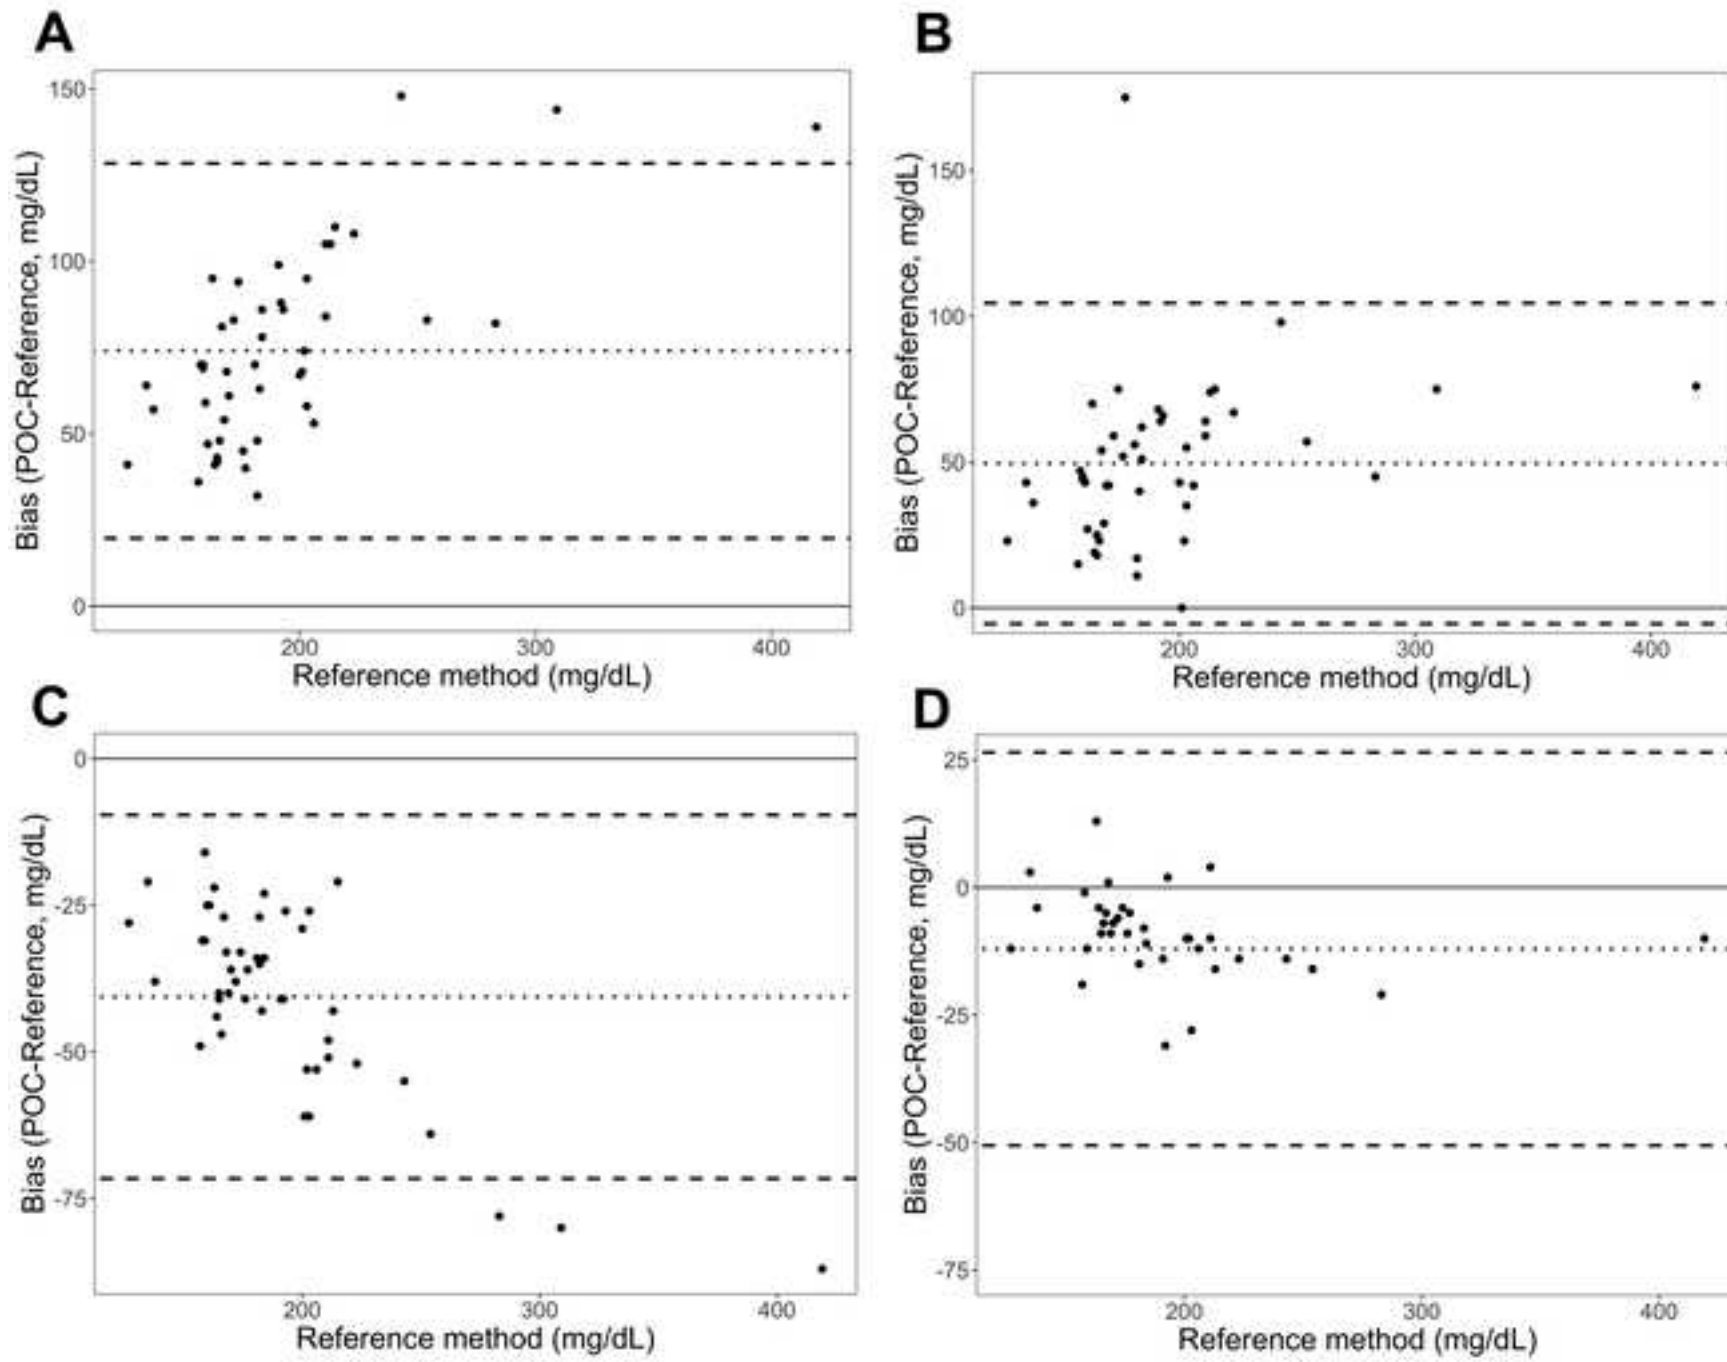 A
Bias (POC-Reference, mg/dL)
150
100
50
0
200 300 400
Reference method (mg/dL)
B
Bias (POC-Reference, mg/dL)
150
100
50
0
200 300 400
Reference method (mg/dL)
C
Bias (POC-Reference, mg/dL)
0
-25
-50
-75
200 300 400
Reference method (mg/dL)
D
Bias (POC-Reference, mg/dL)
25
0
-25
-50
-75
200 300 400
Reference method (mg/dL)